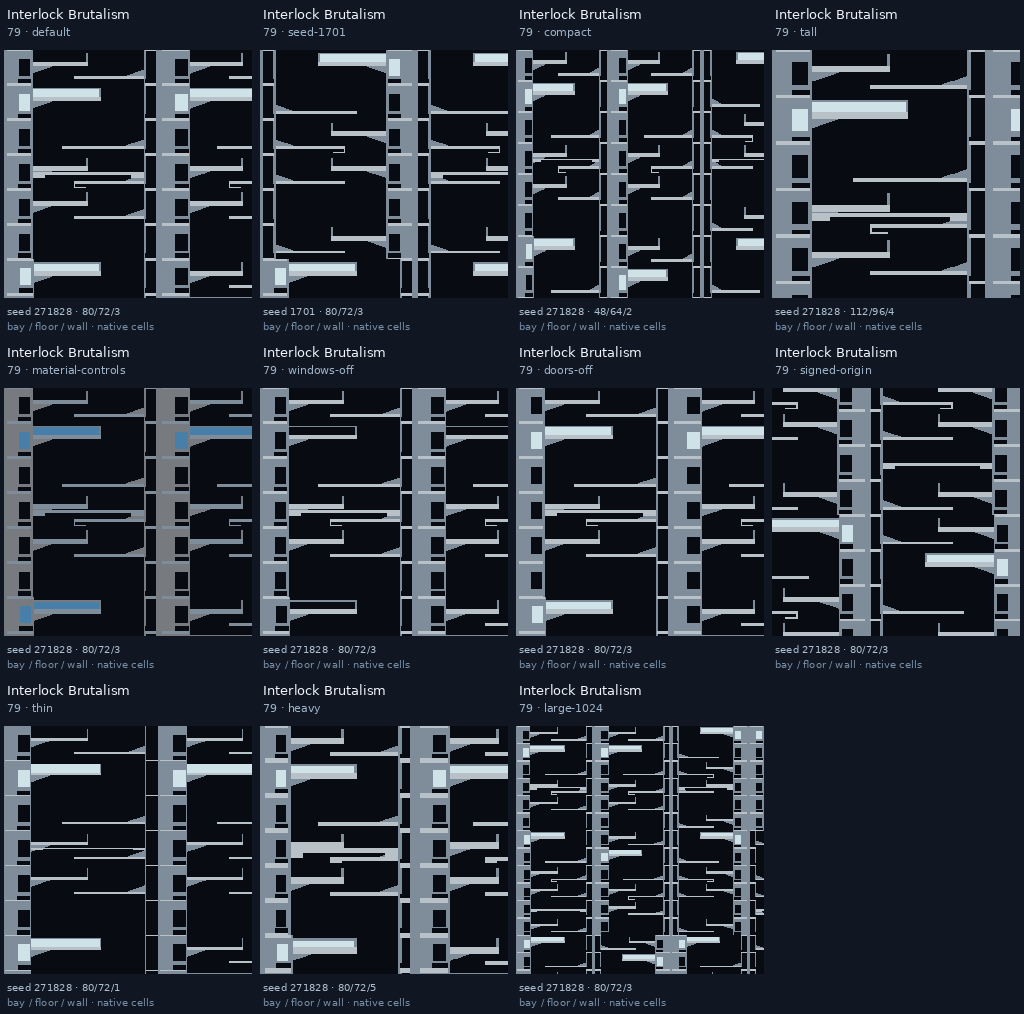 Interlock Brutalism
79 · default
seed 271828 · 80/72/3
bay / floor / wall · native cells
Interlock Brutalism
79 · seed-1701
seed 1701 · 80/72/3
bay / floor / wall · native cells
Interlock Brutalism
79 · compact
seed 271828 · 48/64/2
bay / floor / wall · native cells
Interlock Brutalism
79 · tall
seed 271828 · 112/96/4
bay / floor / wall · native cells
Interlock Brutalism
79 · material-controls
seed 271828 · 80/72/3
bay / floor / wall · native cells
Interlock Brutalism
79 · windows-off
seed 271828 · 80/72/3
bay / floor / wall · native cells
Interlock Brutalism
79 · doors-off
seed 271828 · 80/72/3
bay / floor / wall · native cells
Interlock Brutalism
79 · signed-origin
seed 271828 · 80/72/3
bay / floor / wall · native cells
Interlock Brutalism
79 · thin
seed 271828 · 80/72/1
bay / floor / wall · native cells
Interlock Brutalism
79 · heavy
seed 271828 · 80/72/5
bay / floor / wall · native cells
Interlock Brutalism
79 · large-1024
seed 271828 · 80/72/3
bay / floor / wall · native cells